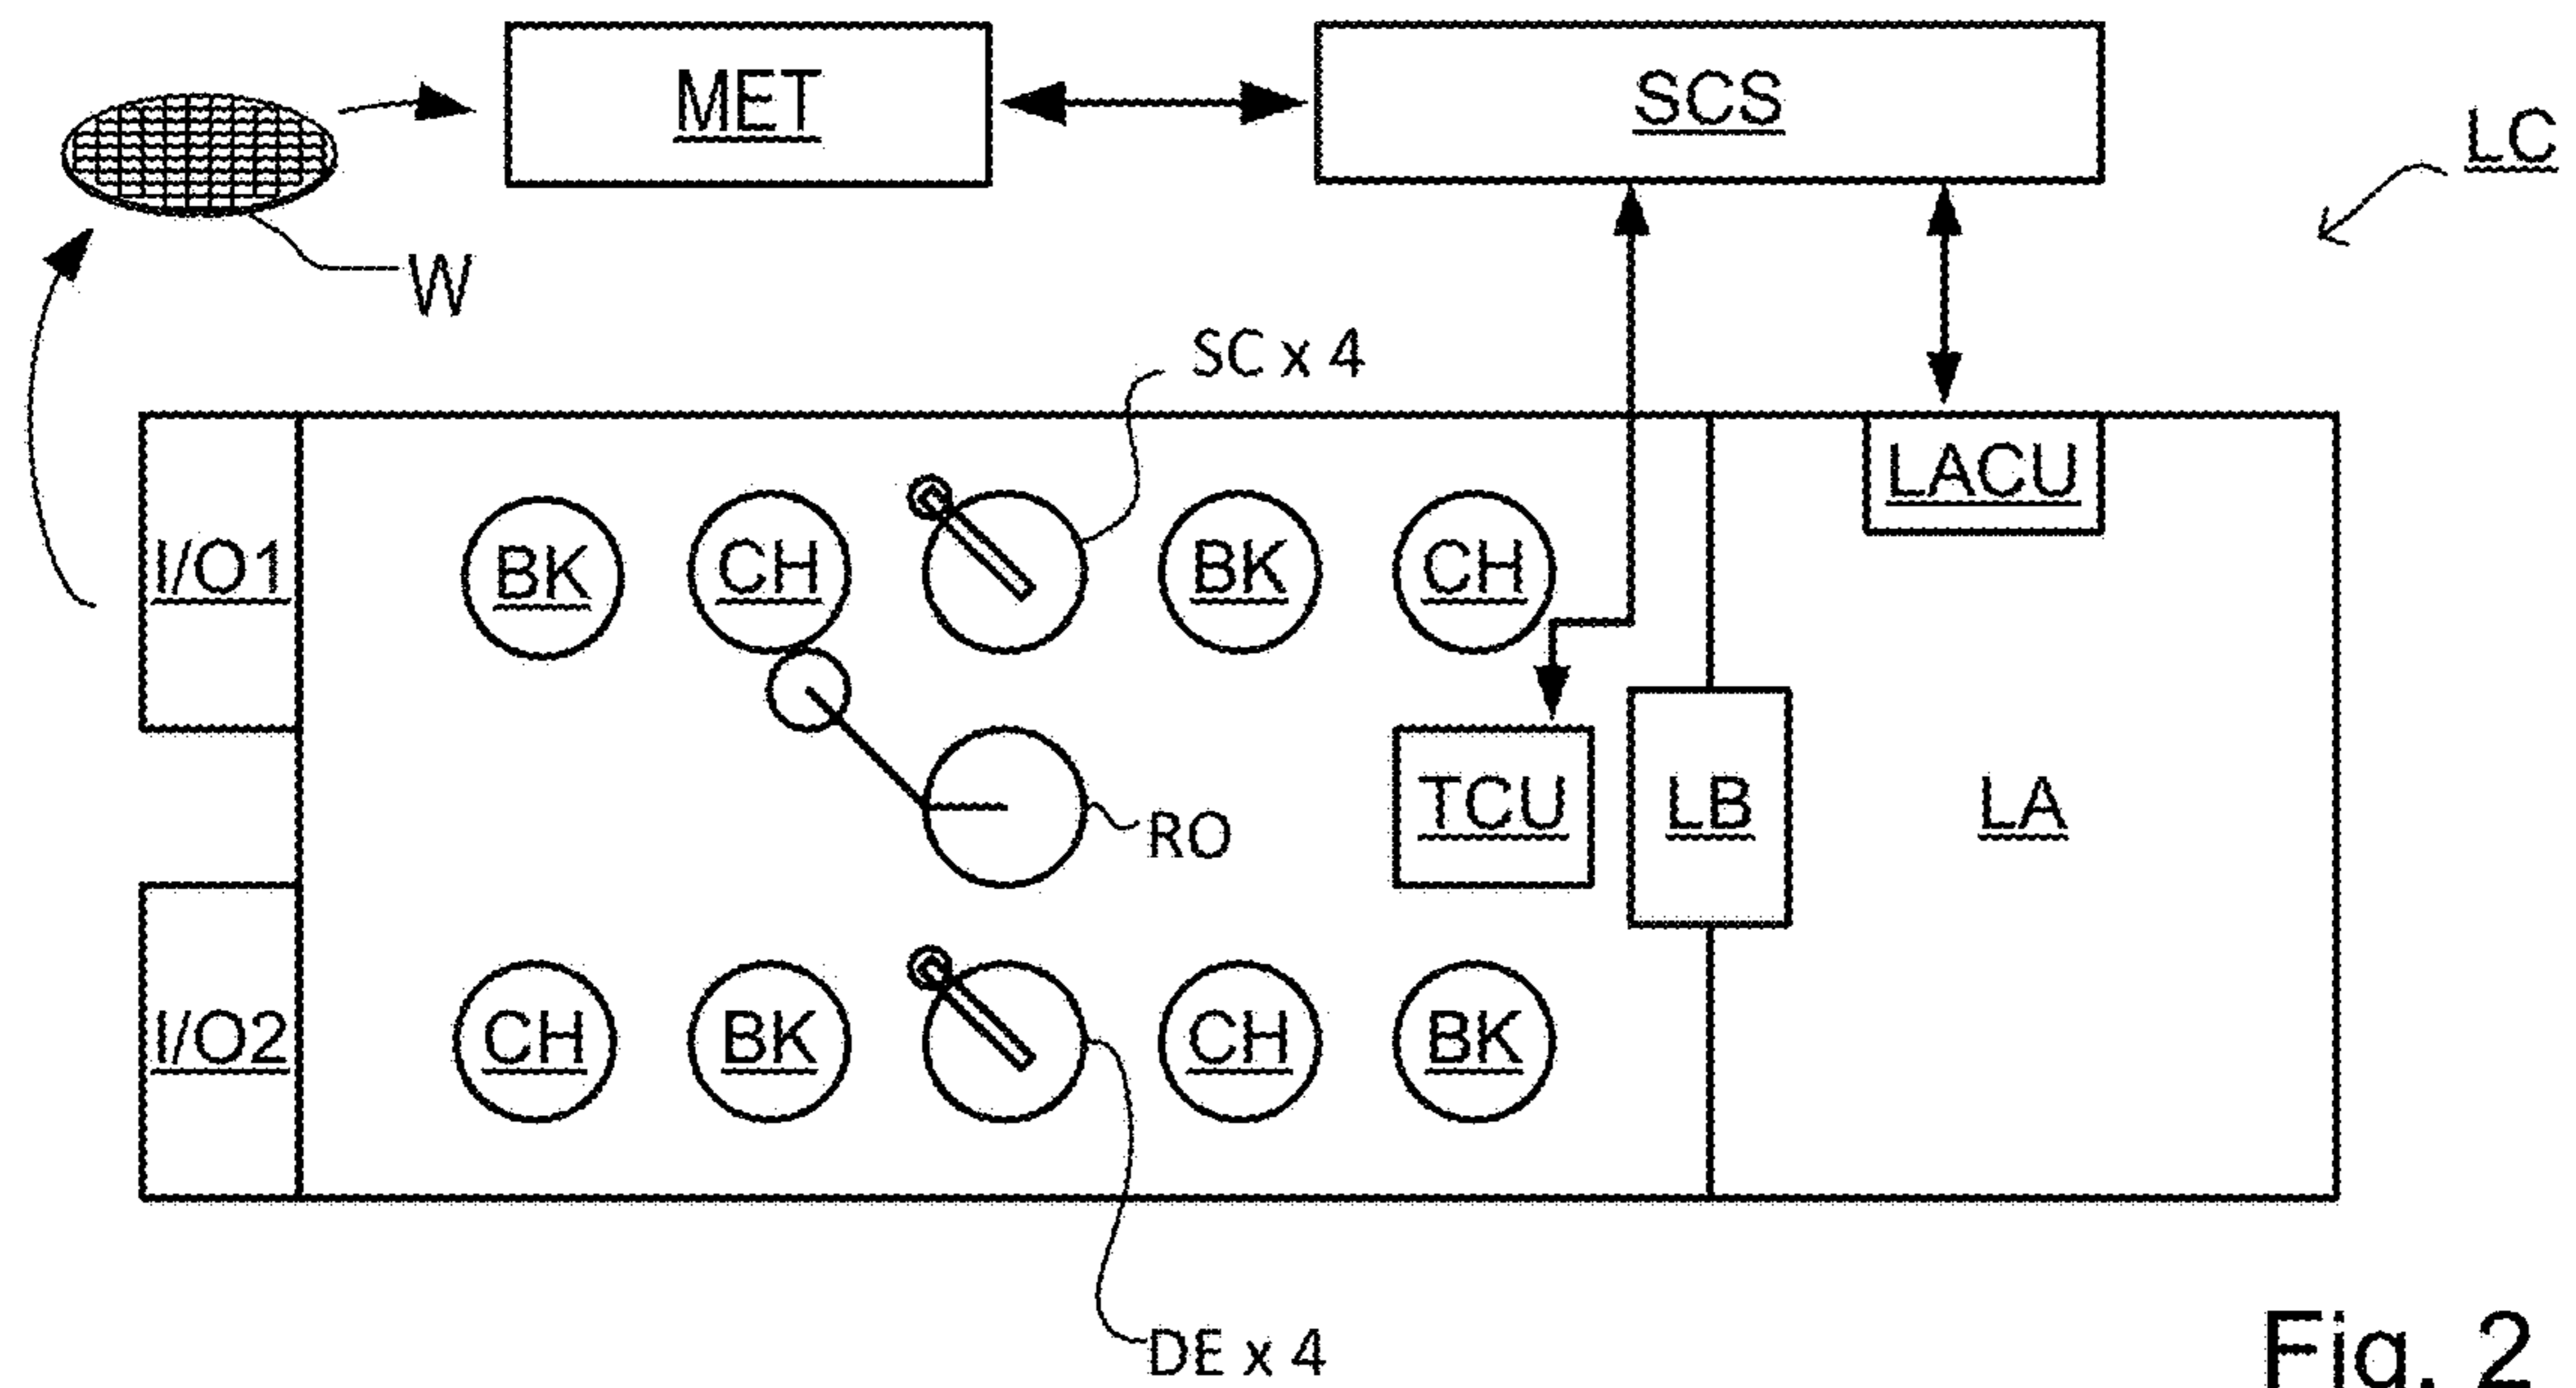 MET
SCS
LC
W
SC x 4
LACU
I/O1
BK
CH
BK
CH
RO
TCU
LB
LA
I/O2
CH
BK
CH
BK
DE x 4
Fig. 2